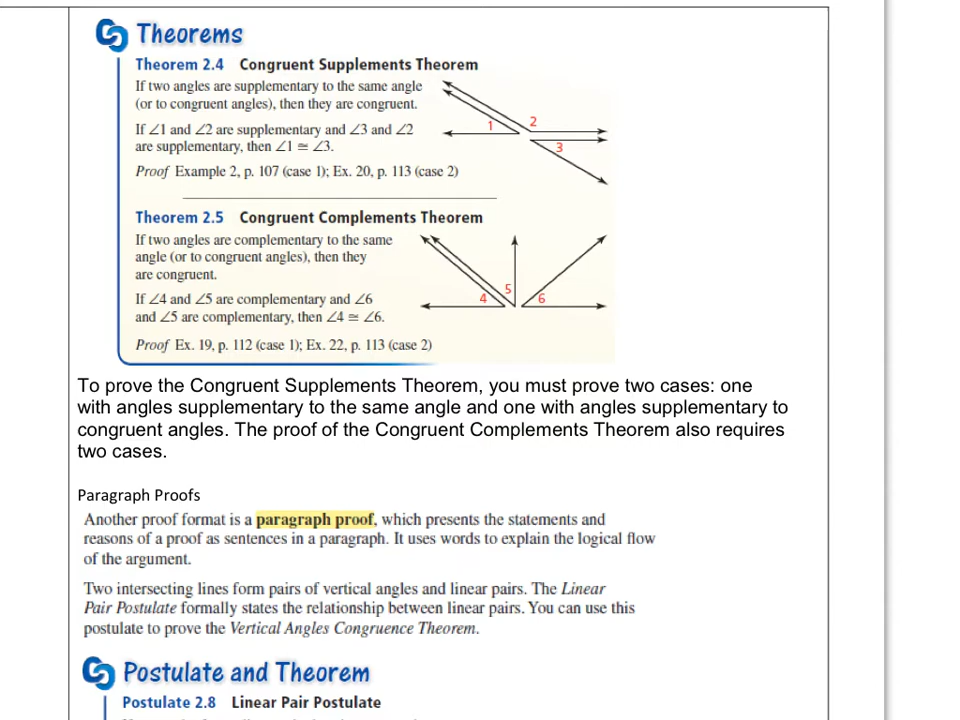 Theorems
Theorem 2.4 Congruent Supplements Theorem
If two angles are supplementary to the same angle
(or to congruent angles), then they are congruent.
If ∠1 and ∠2 are supplementary and ∠3 and ∠2
are supplementary, then ∠1 ≅ ∠3.
Proof Example 2, p. 107 (case 1); Ex. 20, p. 113 (case 2)
1
2
3
Theorem 2.5 Congruent Complements Theorem
If two angles are complementary to the same
angle (or to congruent angles), then they
are congruent.
If ∠4 and ∠5 are complementary and ∠6
and ∠5 are complementary, then ∠4 ≅ ∠6.
Proof Ex. 19, p. 112 (case 1); Ex. 22, p. 113 (case 2)
4
5
6
To prove the Congruent Supplements Theorem, you must prove two cases: one
with angles supplementary to the same angle and one with angles supplementary to
congruent angles. The proof of the Congruent Complements Theorem also requires
two cases.
Paragraph Proofs
Another proof format is a paragraph proof, which presents the statements and
reasons of a proof as sentences in a paragraph. It uses words to explain the logical flow
of the argument.
Two intersecting lines form pairs of vertical angles and linear pairs. The Linear
Pair Postulate formally states the relationship between linear pairs. You can use this
postulate to prove the Vertical Angles Congruence Theorem.
Postulate and Theorem
Postulate 2.8 Linear Pair Postulate